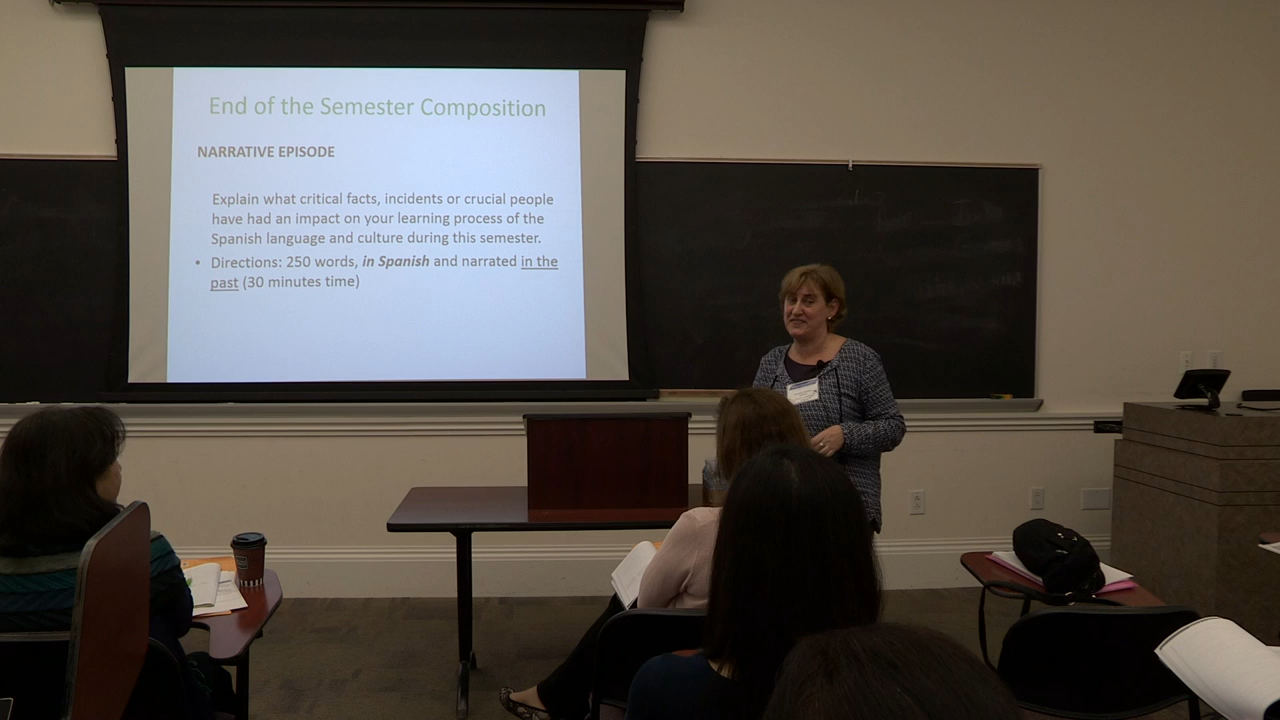 End of the Semester Composition
NARRATIVE EPISODE
Explain what critical facts, incidents or crucial people
have had an impact on your learning process of the
Spanish language and culture during this semester.
• Directions: 250 words, in Spanish and narrated in the
past (30 minutes time)